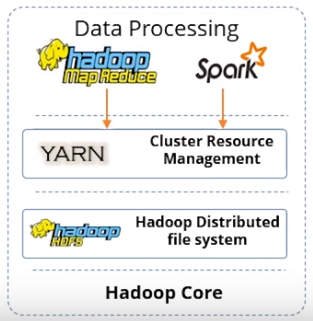 Data Processing
hadoop
Map Reduce
Spark
YARN
Cluster Resource
Management
hadoop
HDFS
Hadoop Distributed
file system
Hadoop Core